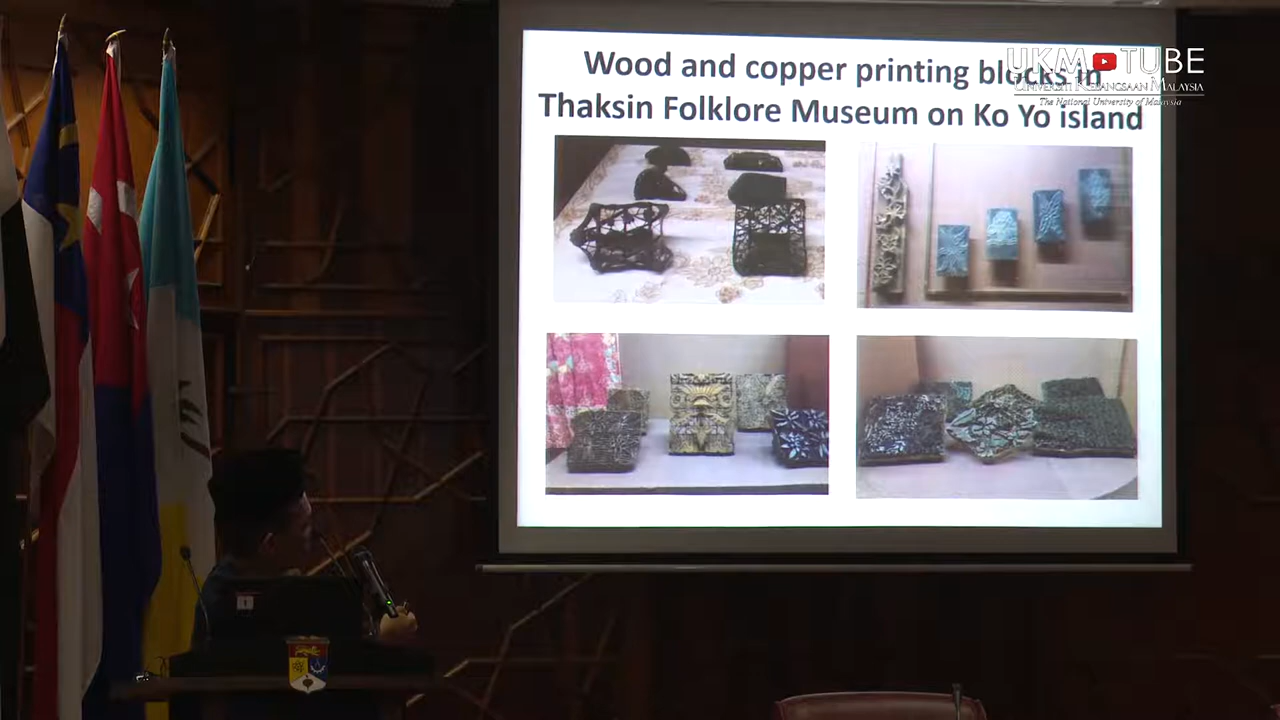 Wood and copper printing blocks in
Thaksin Folklore Museum on Ko Yo island
UKM TUBE
UNIVERSITI KEBANGSAAN MALAYSIA
The National University of Malaysia